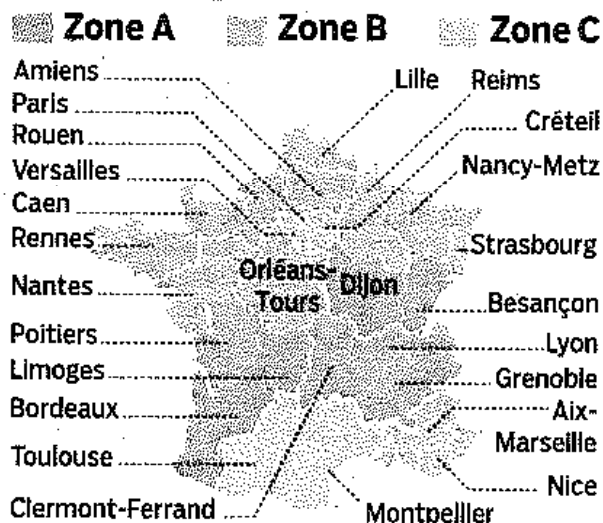 Zone A Zone B Zone C
Amiens
Paris
Rouen
Versailles
Caen
Rennes
Nantes
Poitiers
Limoges
Bordeaux
Toulouse
Clermont-Ferrand
Orléans-
Tours
Dijon
Lille
Reims
Créteil
Nancy-Metz
Strasbourg
Besançon
Lyon
Grenoble
Aix-
Marseille
Nice
Montpellier